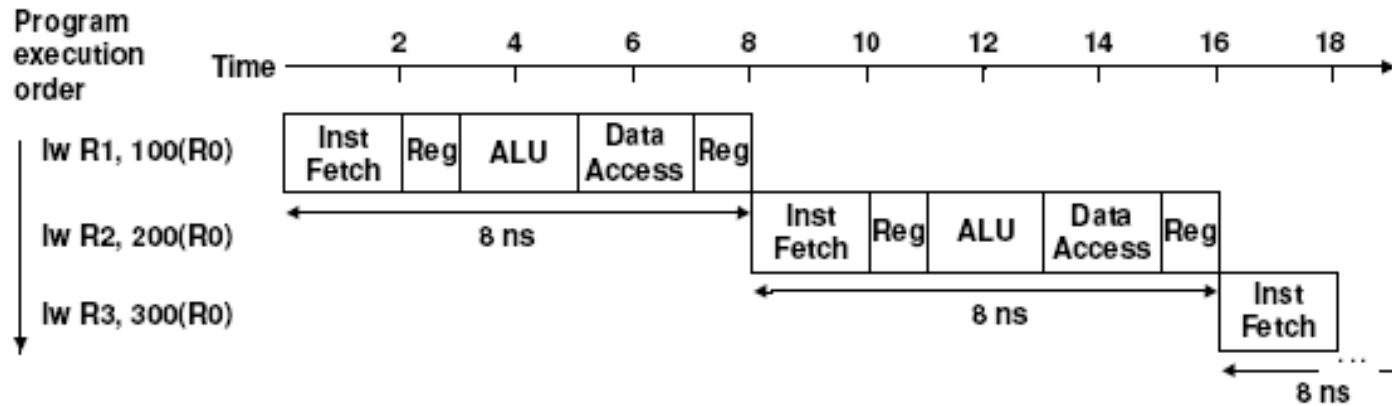 Program
execution
order
Time
2 4 6 8 10 12 14 16 18
lw R1, 100(R0)
Inst
Fetch
Reg
ALU
Data
Access
Reg
8 ns
lw R2, 200(R0)
Inst
Fetch
Reg
ALU
Data
Access
Reg
8 ns
lw R3, 300(R0)
Inst
Fetch
...
8 ns